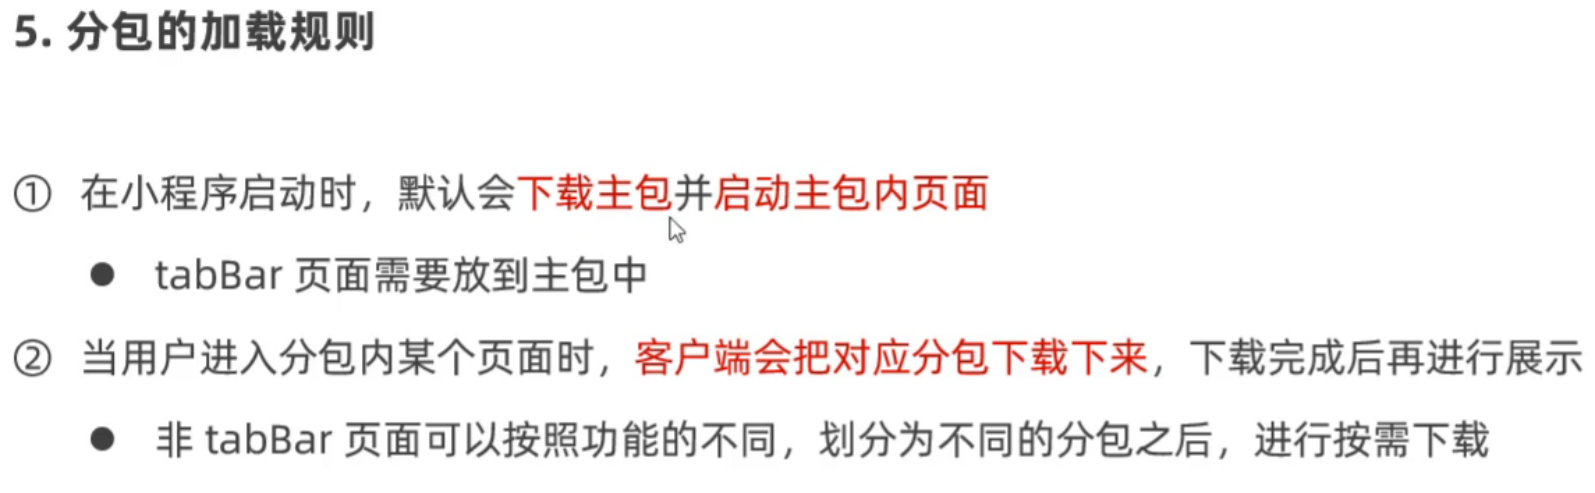 5. 分包的加载规则
① 在小程序启动时，默认会下载主包并启动主包内页面
● tabBar 页面需要放到主包中
② 当用户进入分包内某个页面时，客户端会把对应分包下载下来，下载完成后再进行展示
● 非 tabBar 页面可以按照功能的不同，划分为不同的分包之后，进行按需下载